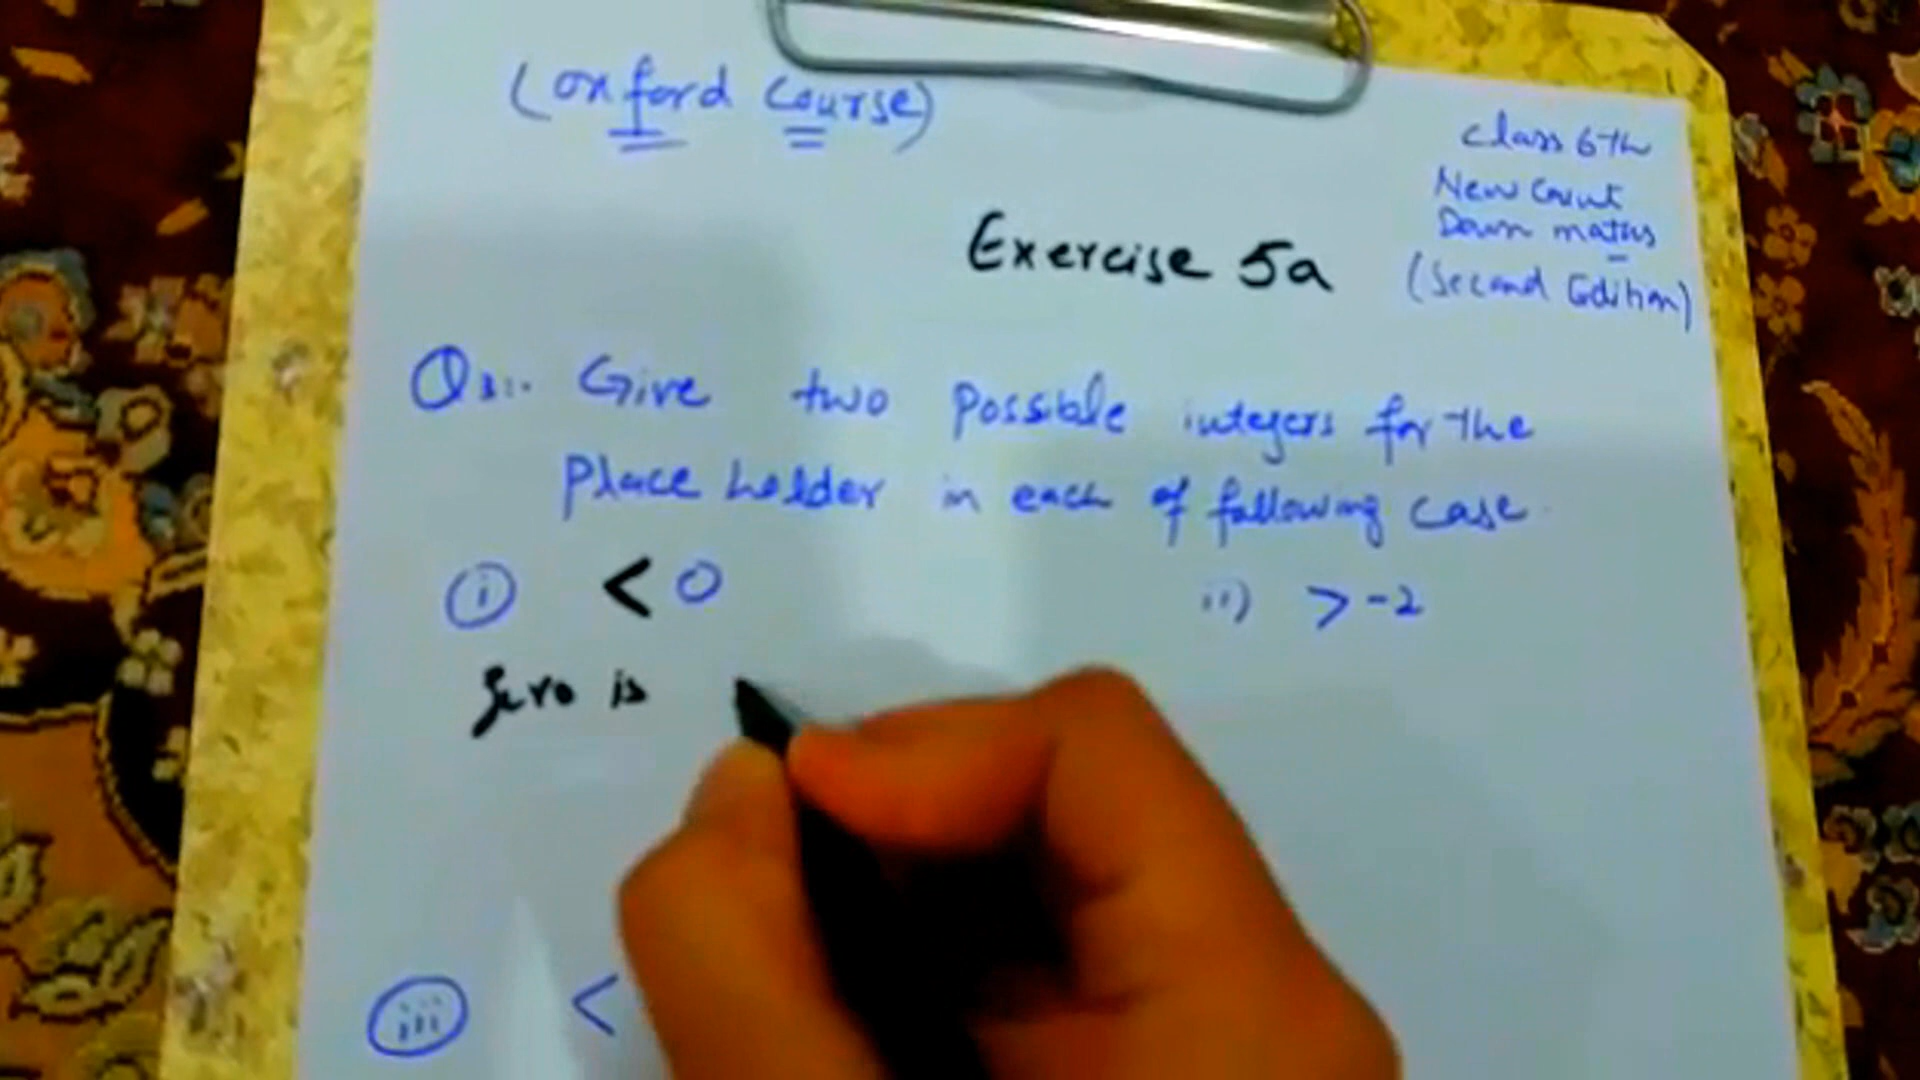 (Oxford Course)
Class 6th
New Count
Down maths
(Second Edition)
Exercise 5a
Q3:. Give two Possible integers for the
Place holder in each of following case
(i) < 0
ii) > -2
Zero is
(iii) <